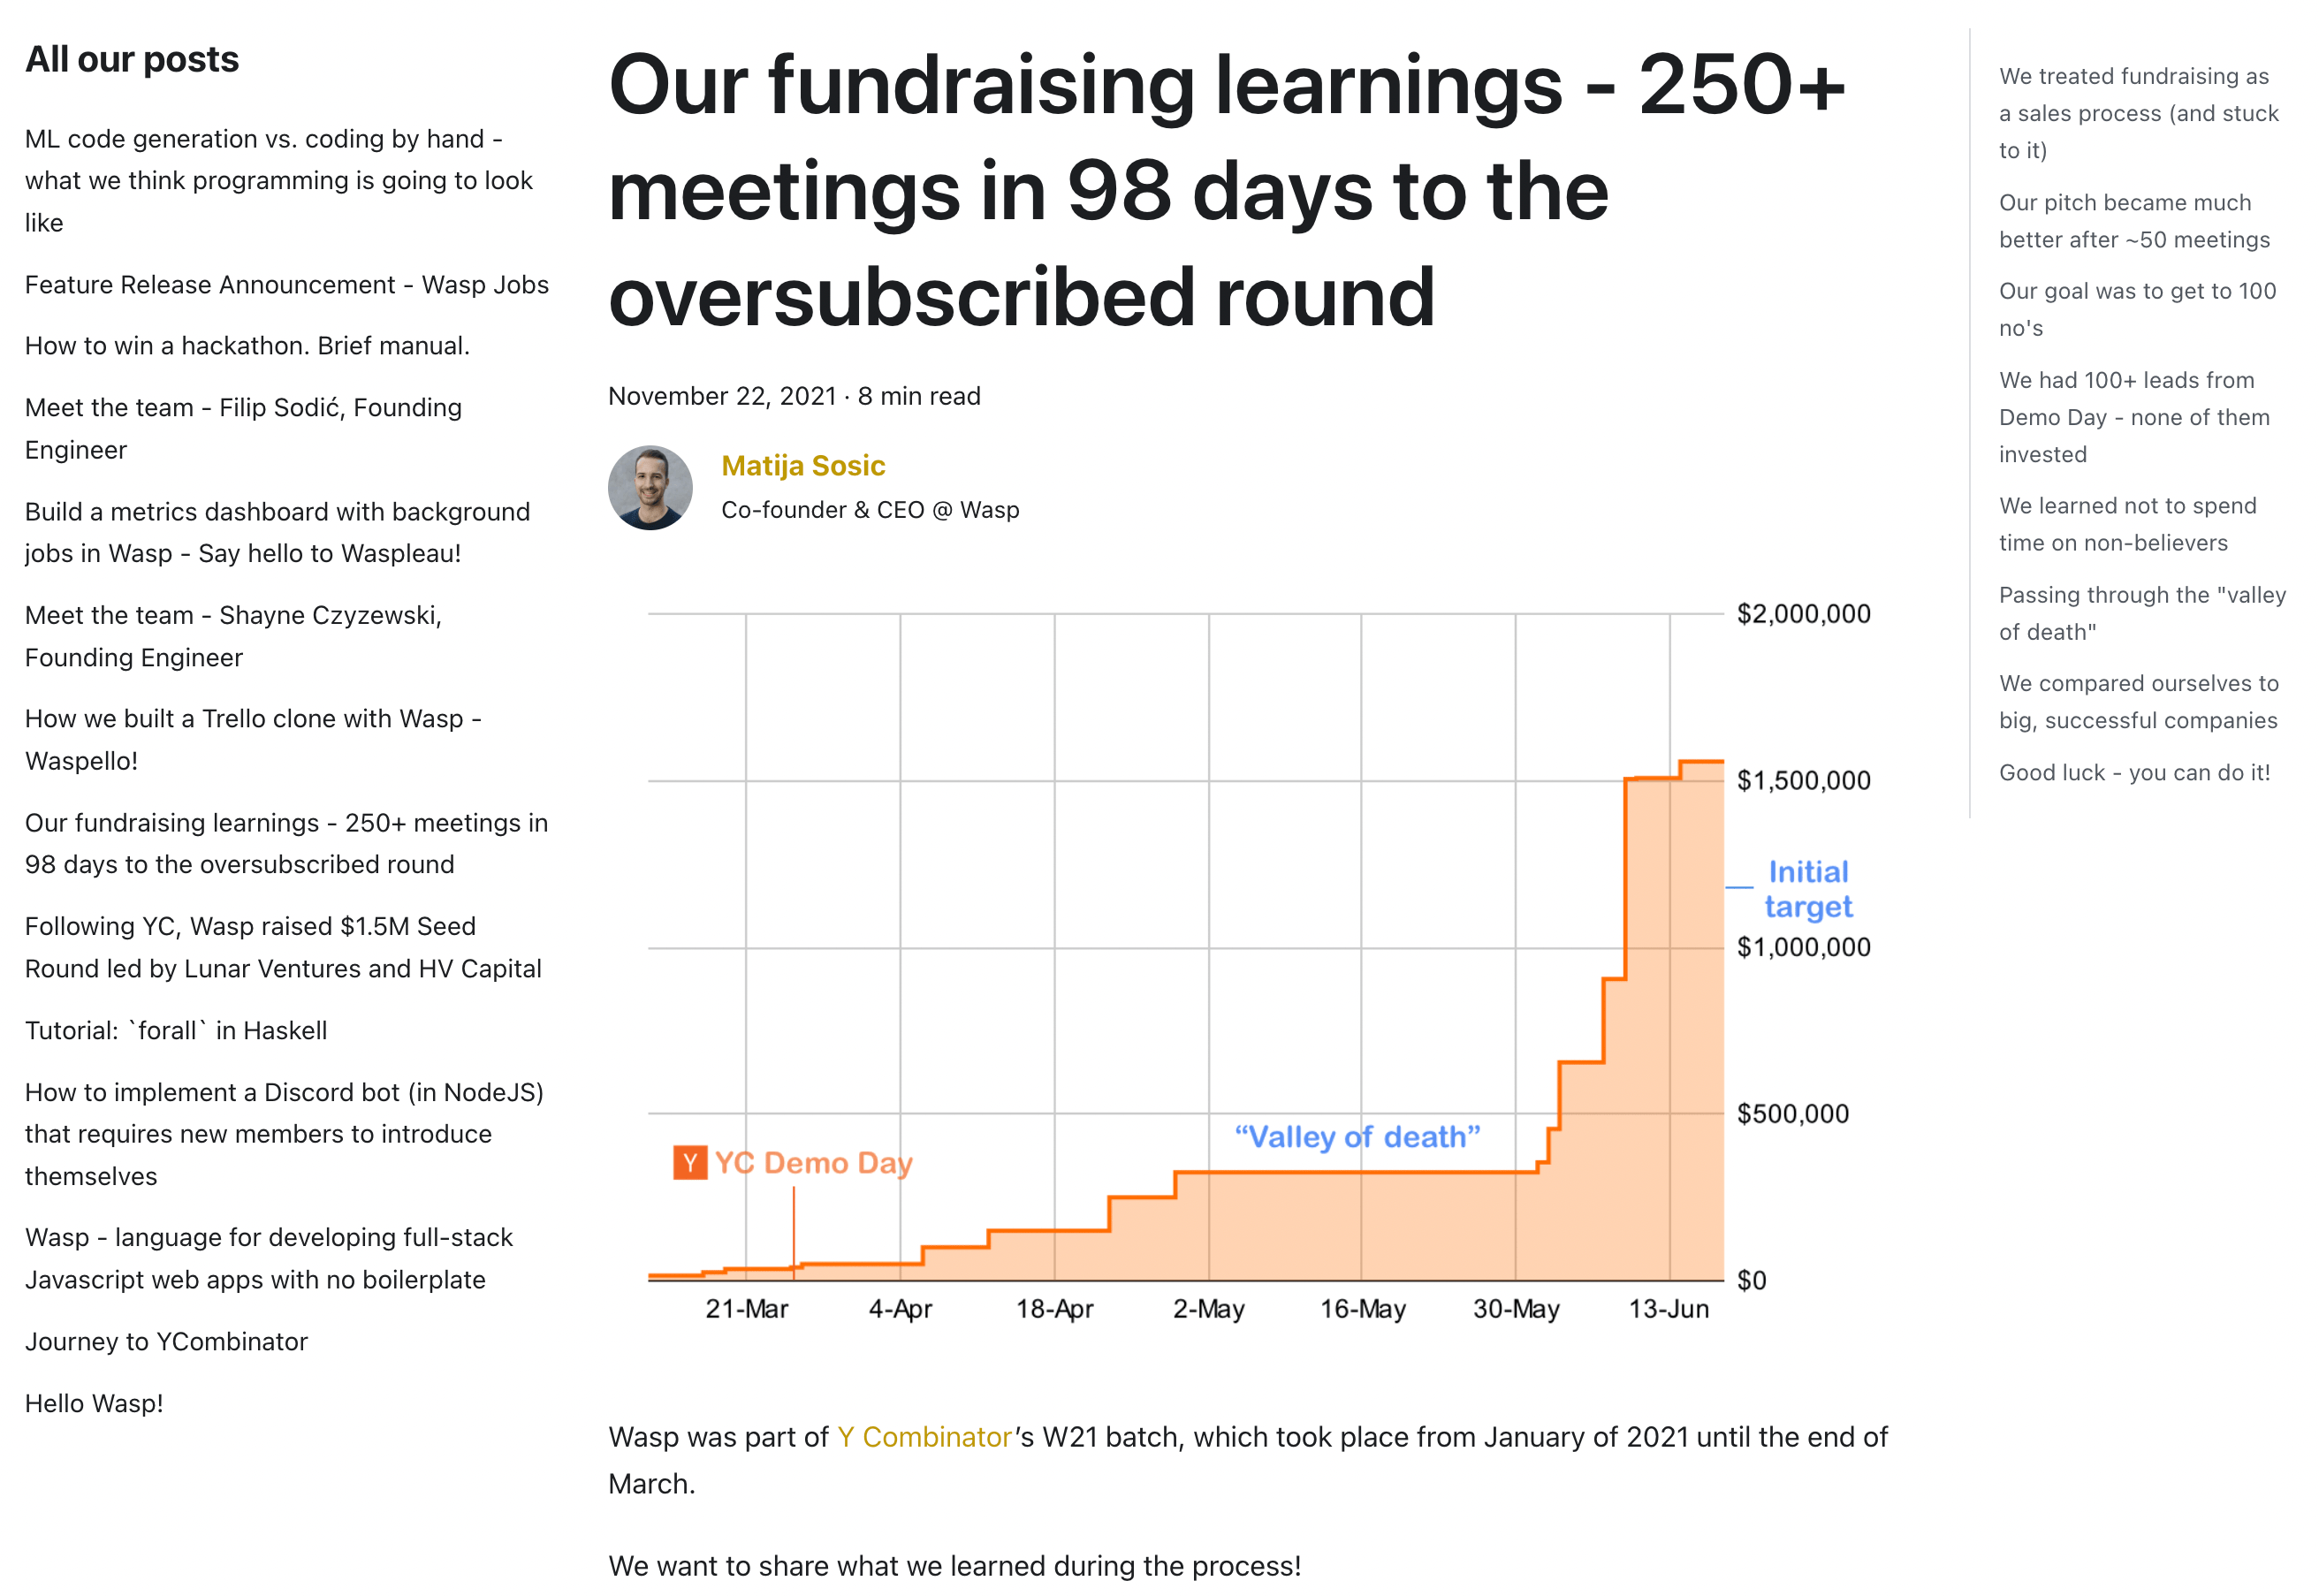 All our posts
ML code generation vs. coding by hand -
what we think programming is going to look
like
Feature Release Announcement - Wasp Jobs
How to win a hackathon. Brief manual.
Meet the team - Filip Sodić, Founding
Engineer
Build a metrics dashboard with background
jobs in Wasp - Say hello to Waspleau!
Meet the team - Shayne Czyzewski,
Founding Engineer
How we built a Trello clone with Wasp -
Waspello!
Our fundraising learnings - 250+ meetings in
98 days to the oversubscribed round
Following YC, Wasp raised $1.5M Seed
Round led by Lunar Ventures and HV Capital
Tutorial: `forall` in Haskell
How to implement a Discord bot (in NodeJS)
that requires new members to introduce
themselves
Wasp - language for developing full-stack
Javascript web apps with no boilerplate
Journey to YCombinator
Hello Wasp!
Our fundraising learnings - 250+
meetings in 98 days to the
oversubscribed round
November 22, 2021 · 8 min read
Matija Sosic
Co-founder & CEO @ Wasp
$2,000,000
$1,500,000
Initial
target
$1,000,000
$500,000
“Valley of death”
Y YC Demo Day
$0
21-Mar 4-Apr 18-Apr 2-May 16-May 30-May 13-Jun
Wasp was part of Y Combinator’s W21 batch, which took place from January of 2021 until the end of
March.
We want to share what we learned during the process!
We treated fundraising as
a sales process (and stuck
to it)
Our pitch became much
better after ~50 meetings
Our goal was to get to 100
no's
We had 100+ leads from
Demo Day - none of them
invested
We learned not to spend
time on non-believers
Passing through the "valley
of death"
We compared ourselves to
big, successful companies
Good luck - you can do it!